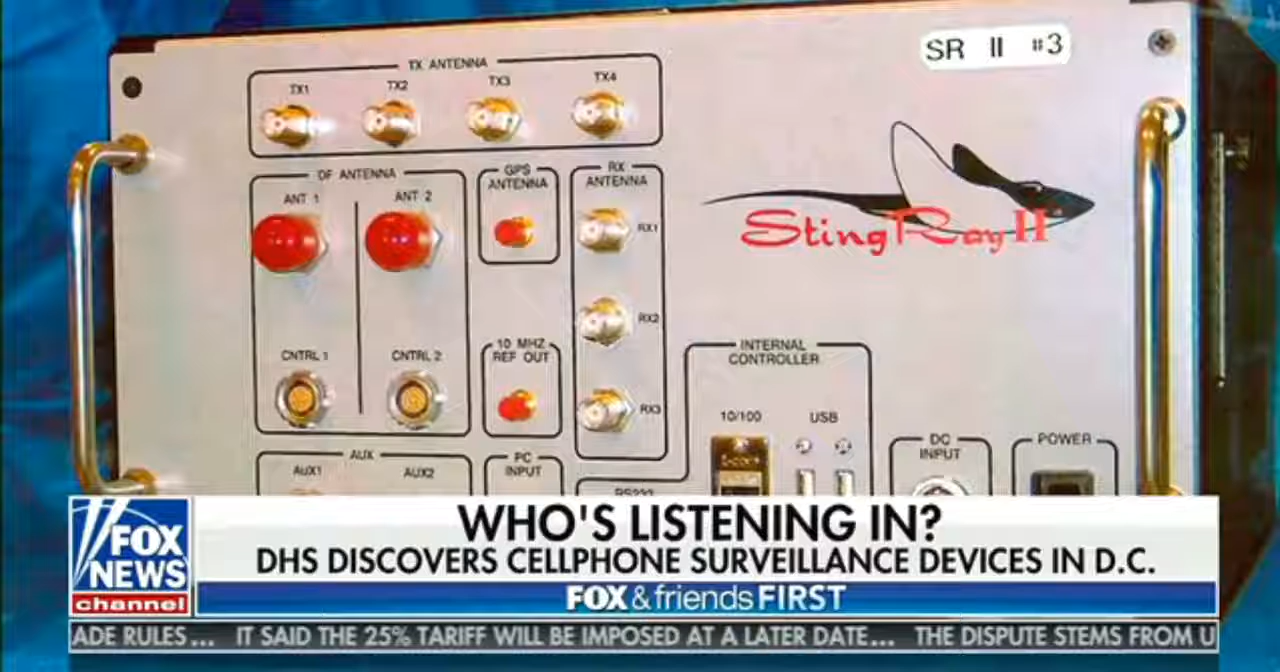 SR II #3
TX ANTENNA
TX1 TX2 TX3 TX4
DF ANTENNA
ANT 1 ANT 2
CNTRL 1 CNTRL 2
GPS
ANTENNA
RX
ANTENNA
RX1
RX2
RX3
StingRay II
10 MHZ
REF OUT
INTERNAL
CONTROLLER
10/100 USB
DC
INPUT
POWER
AUX
AUX1 AUX2
PC
INPUT
RS232
WHO'S LISTENING IN?
DHS DISCOVERS CELLPHONE SURVEILLANCE DEVICES IN D.C.
FOX NEWS channel
FOX & friends FIRST
ADE RULES... IT SAID THE 25% TARIFF WILL BE IMPOSED AT A LATER DATE... THE DISPUTE STEMS FROM U